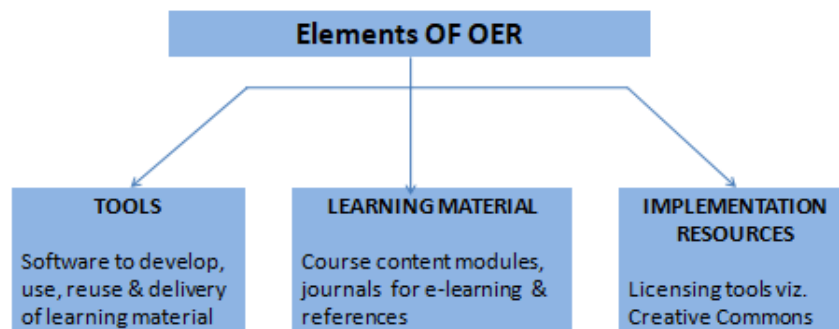 Elements OF OER
TOOLS
Software to develop,
use, reuse & delivery
of learning material
LEARNING MATERIAL
Course content modules,
journals for e-learning &
references
IMPLEMENTATION
RESOURCES
Licensing tools viz.
Creative Commons